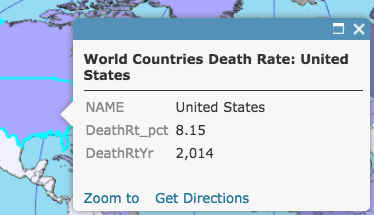 World Countries Death Rate: United
States
NAME United States
DeathRt_pct 8.15
DeathRtYr 2,014
Zoom to Get Directions